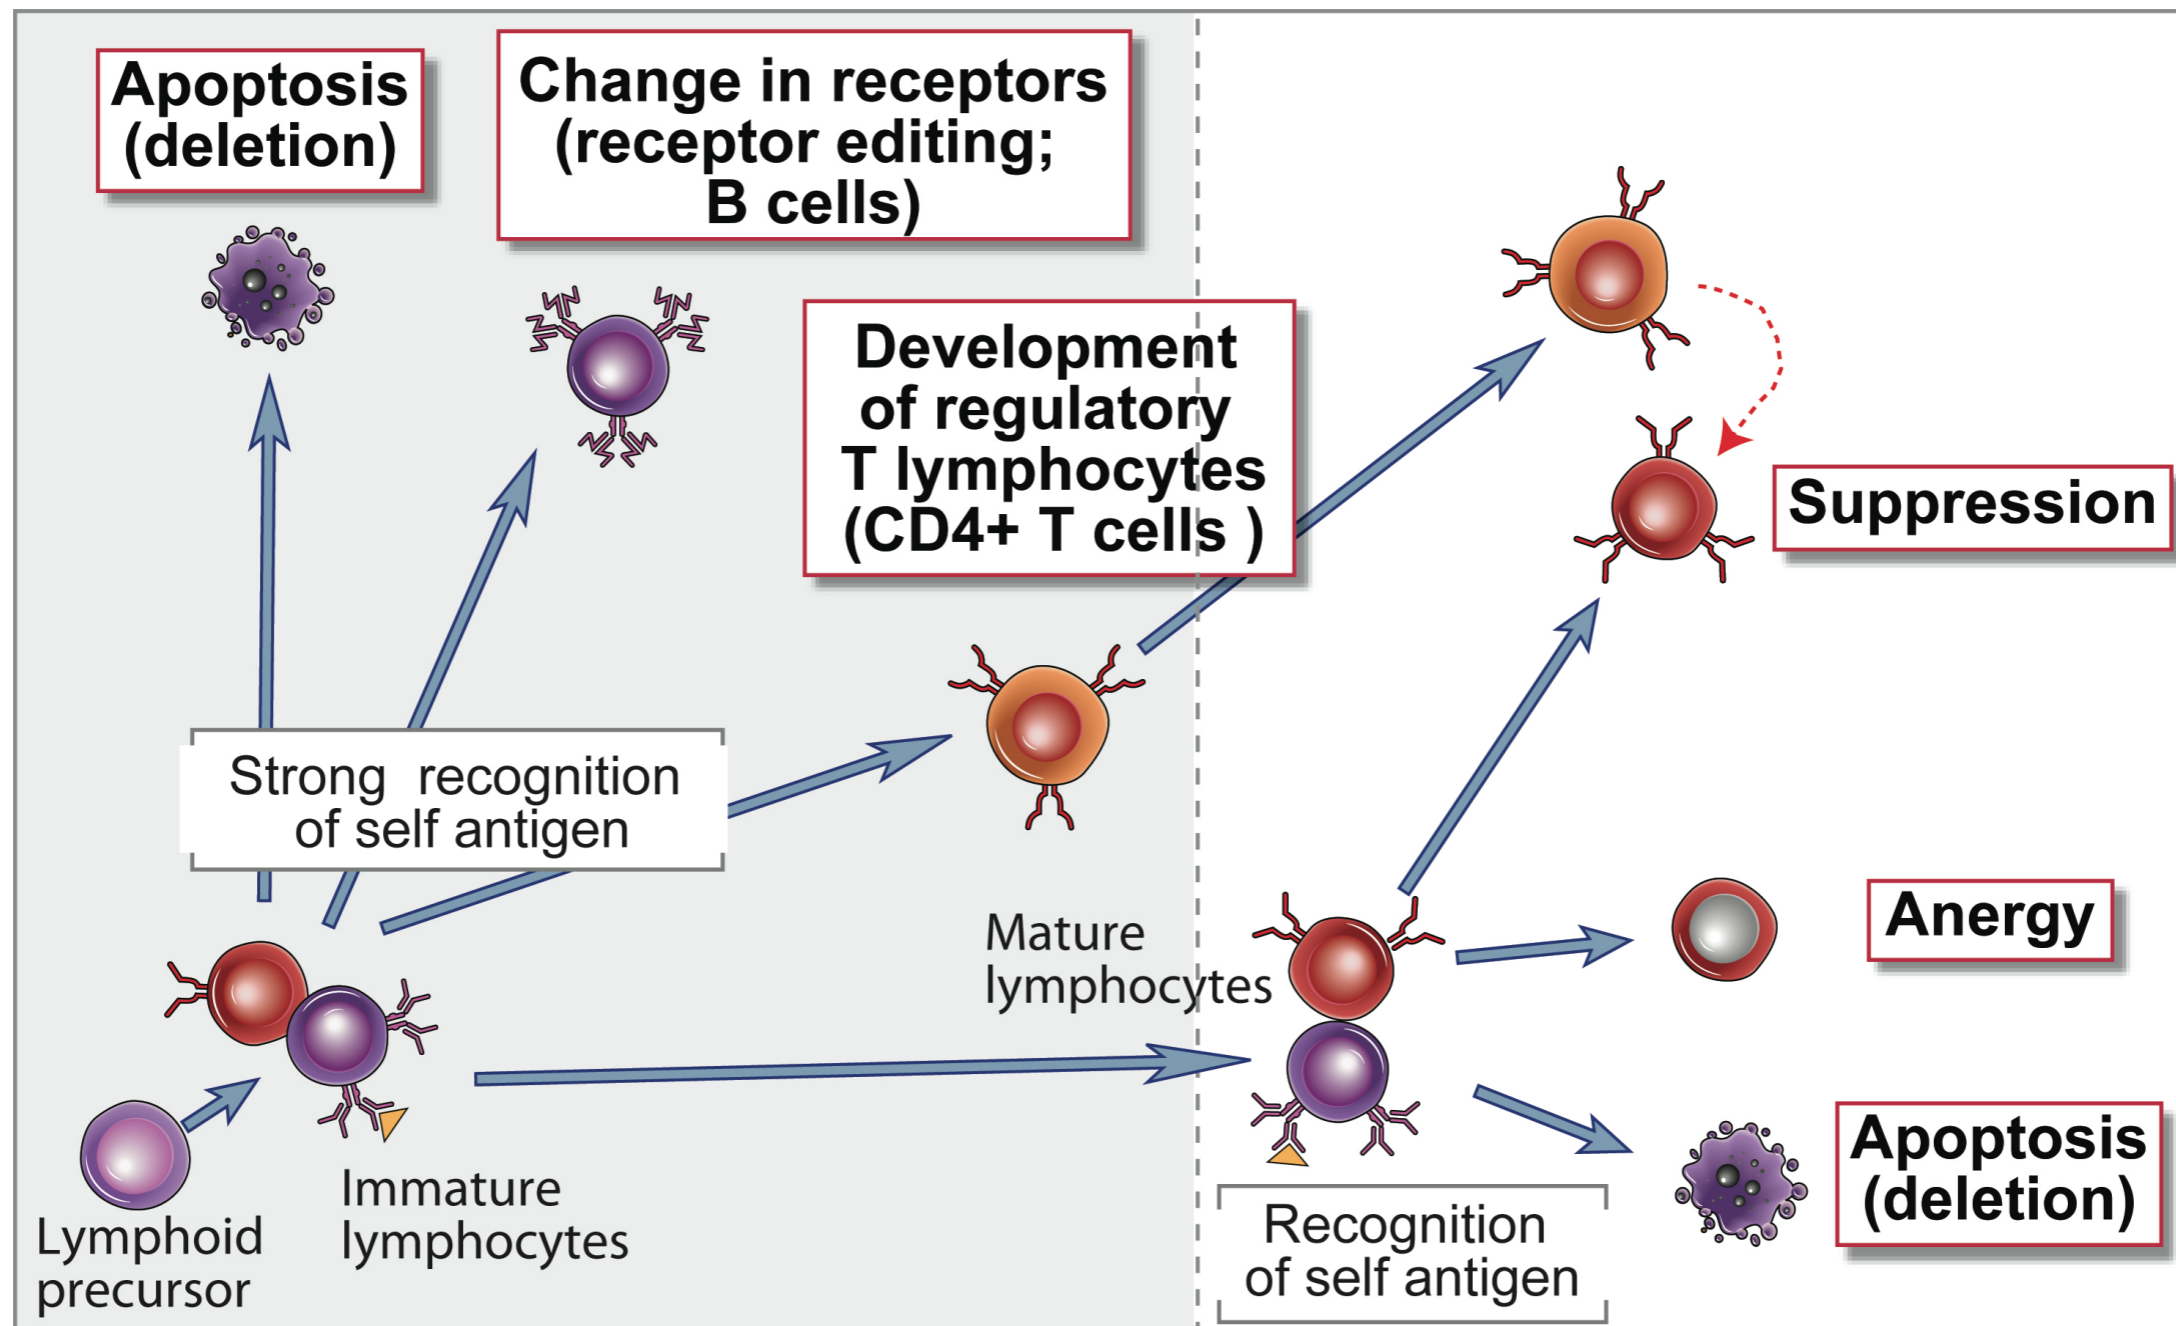 Apoptosis
(deletion)
Change in receptors
(receptor editing;
B cells)
Development
of regulatory
T lymphocytes
(CD4+ T cells )
Suppression
Strong recognition
of self antigen
Mature
lymphocytes
Anergy
Lymphoid
precursor
Immature
lymphocytes
Recognition
of self antigen
Apoptosis
(deletion)